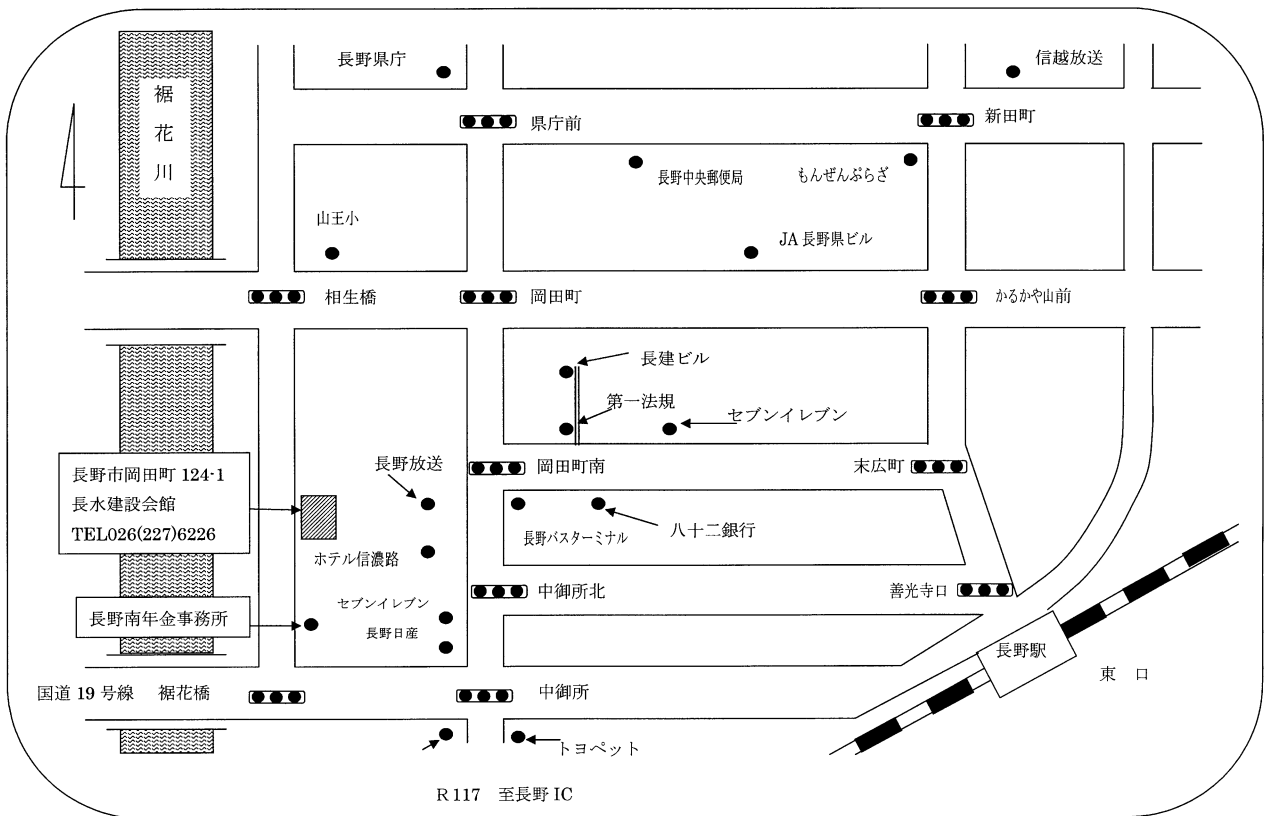 長野県庁
信越放送
裾花川
県庁前
新田町
長野中央郵便局
もんぜんぷらざ
山王小
JA 長野県ビル
相生橋
岡田町
かるかや山前
長建ビル
第一法規
セブンイレブン
長野市岡田町 124-1
長水建設会館
TEL026(227)6226
長野放送
岡田町南
末広町
長野バスターミナル
八十二銀行
ホテル信濃路
中御所北
善光寺口
セブンイレブン
長野日産
長野南年金事務所
長野駅
東 口
国道 19 号線 裾花橋
中御所
トヨペット
R 117 至長野 IC